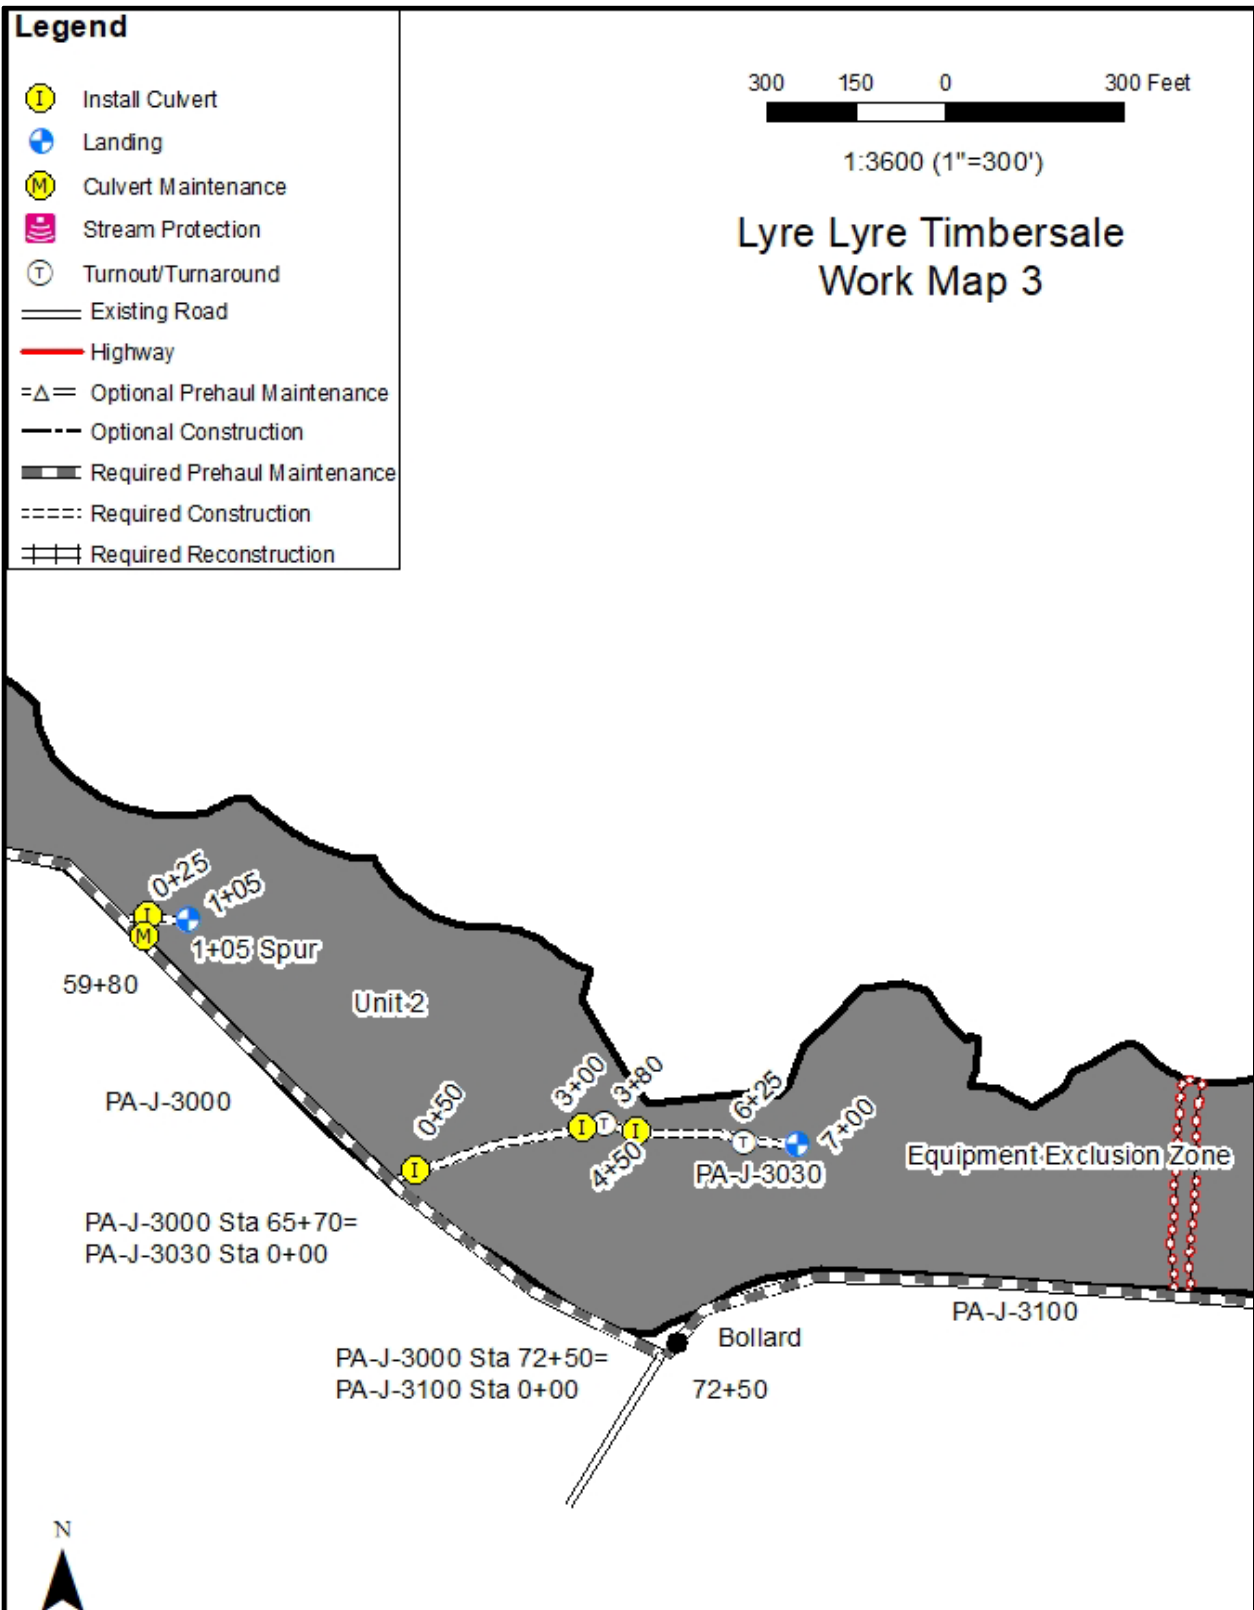 Legend
I Install Culvert
Landing
M Culvert Maintenance
Stream Protection
T Turnout/Turnaround
Existing Road
Highway
Optional Prehaul Maintenance
Optional Construction
Required Prehaul Maintenance
Required Construction
Required Reconstruction
300 150 0 300 Feet
1:3600 (1"=300')
Lyre Lyre Timbersale
Work Map 3
0+25
1+05
I
M
1+05 Spur
59+80
Unit 2
PA-J-3000
0+50
3+00
3+80
6+25
7+00
I
I
T
I
T
4+50
PA-J-3030
Equipment Exclusion Zone
PA-J-3000 Sta 65+70=
PA-J-3030 Sta 0+00
PA-J-3100
Bollard
PA-J-3000 Sta 72+50=
PA-J-3100 Sta 0+00
72+50
N